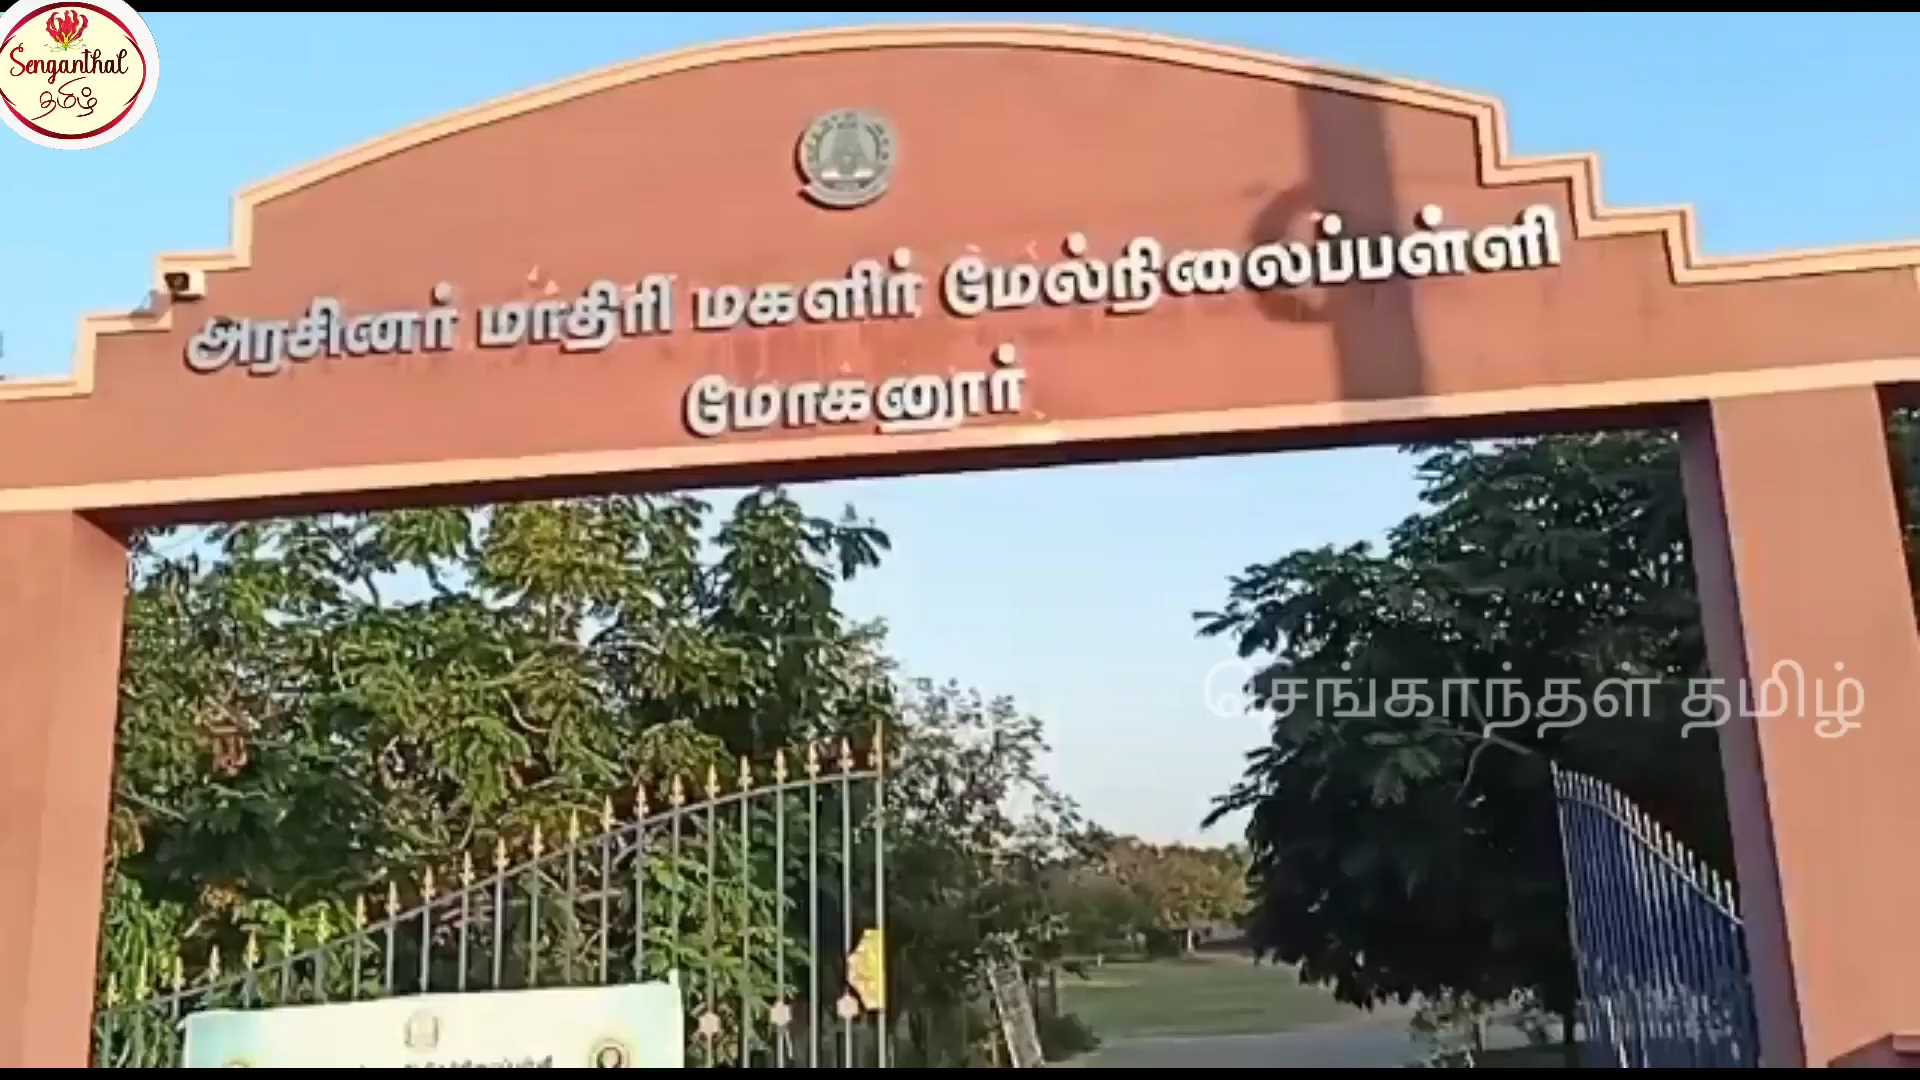 Senganthal
தமிழ்
அரசினர் மாதிரி மகளிர் மேல்நிலைப்பள்ளி
மோகனூர்
செங்காந்தள் தமிழ்